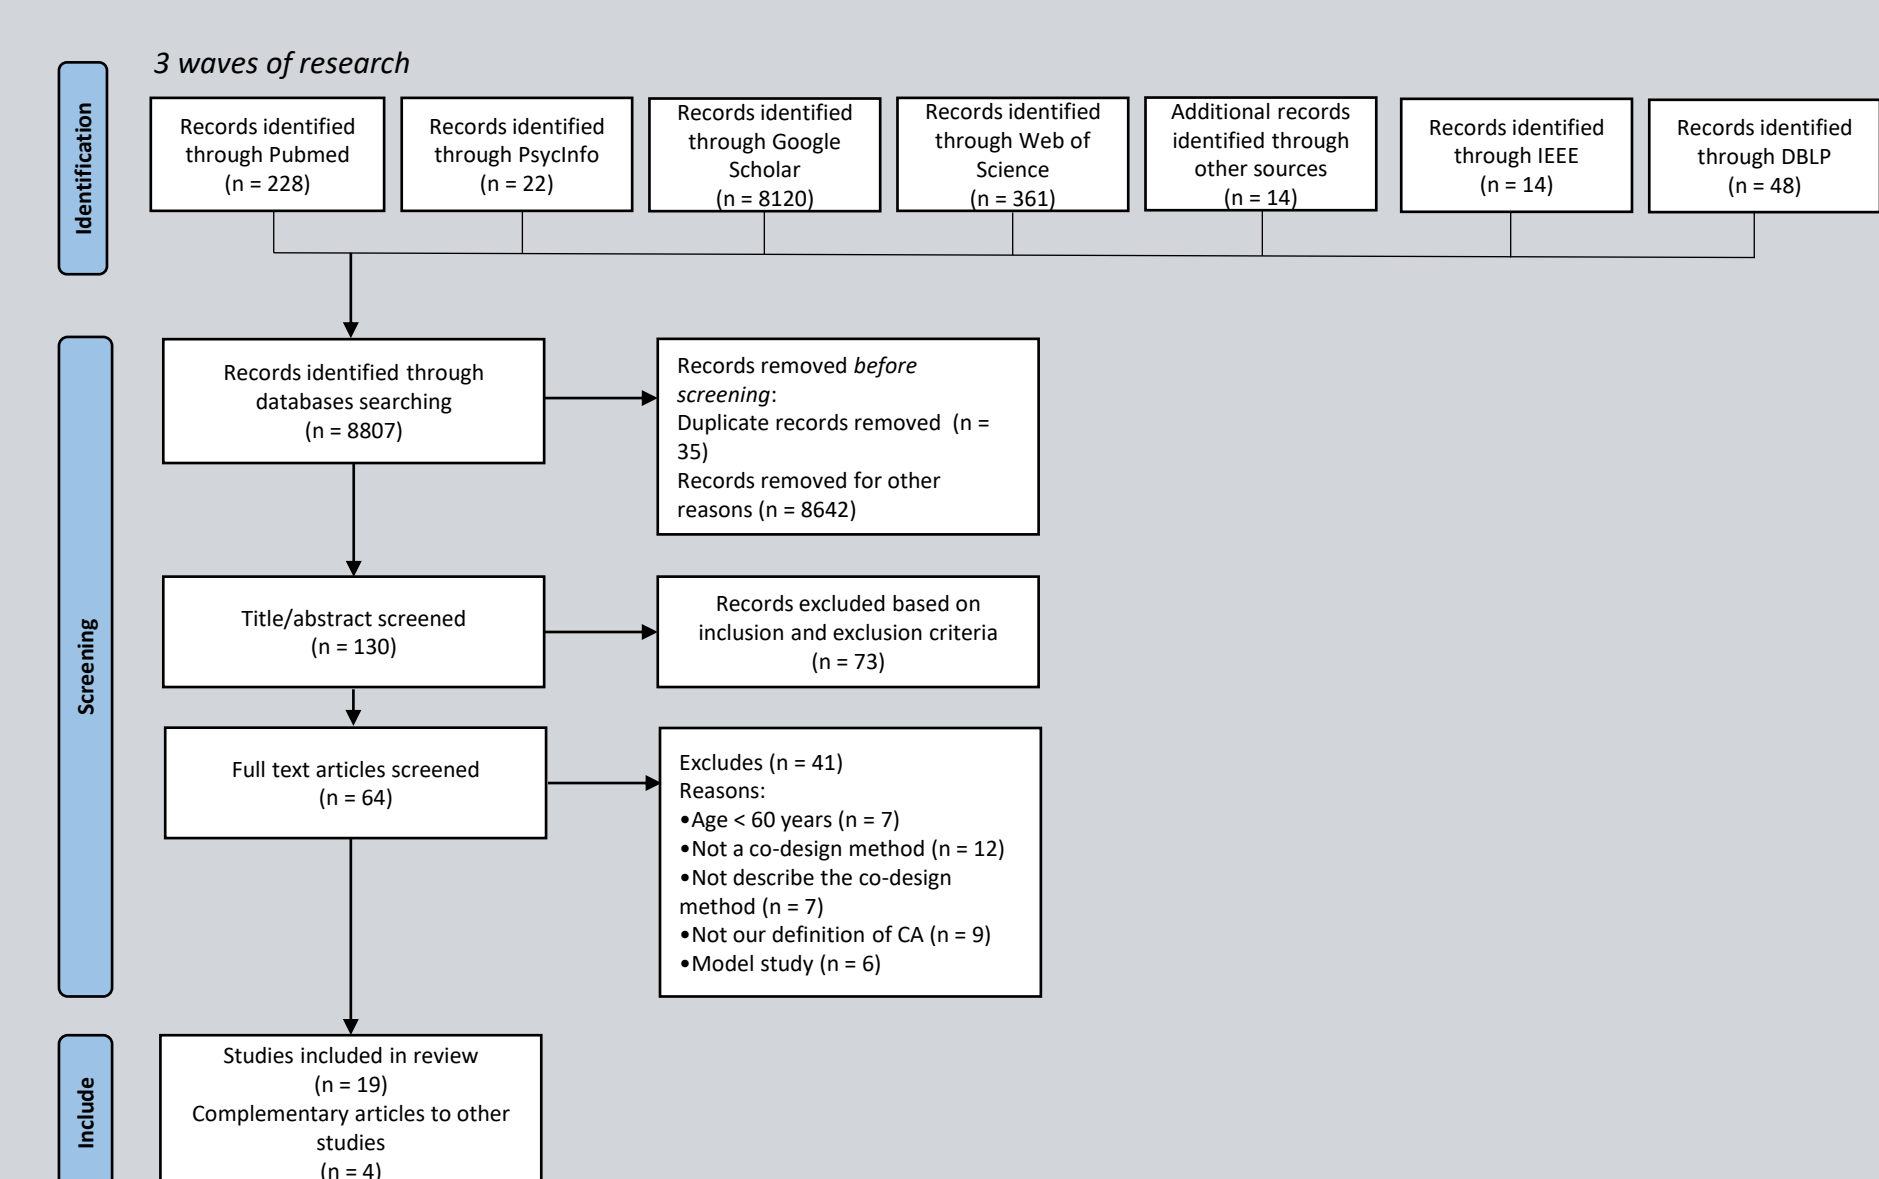 3 waves of research
Identification
Records identified
through Pubmed
(n = 228)
Records identified
through PsycInfo
(n = 22)
Records identified
through Google
Scholar
(n = 8120)
Records identified
through Web of
Science
(n = 361)
Additional records
identified through
other sources
(n = 14)
Records identified
through IEEE
(n = 14)
Records identified
through DBLP
(n = 48)
Screening
Records identified through
databases searching
(n = 8807)
Records removed before
screening:
Duplicate records removed (n =
35)
Records removed for other
reasons (n = 8642)
Title/abstract screened
(n = 130)
Records excluded based on
inclusion and exclusion criteria
(n = 73)
Full text articles screened
(n = 64)
Excludes (n = 41)
Reasons:
•Age < 60 years (n = 7)
•Not a co-design method (n = 12)
•Not describe the co-design
method (n = 7)
•Not our definition of CA (n = 9)
•Model study (n = 6)
Include
Studies included in review
(n = 19)
Complementary articles to other
studies
(n = 4)